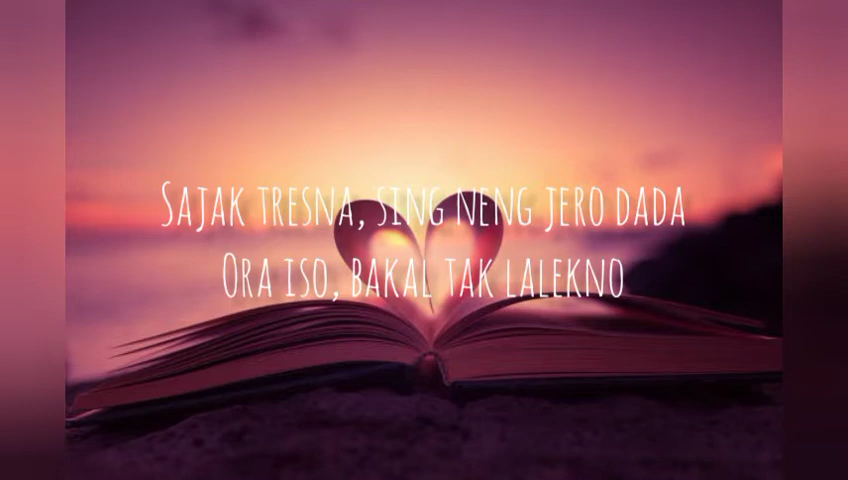 Sajak tresna, sing neng jero dada
Ora iso, bakal tak lalekno